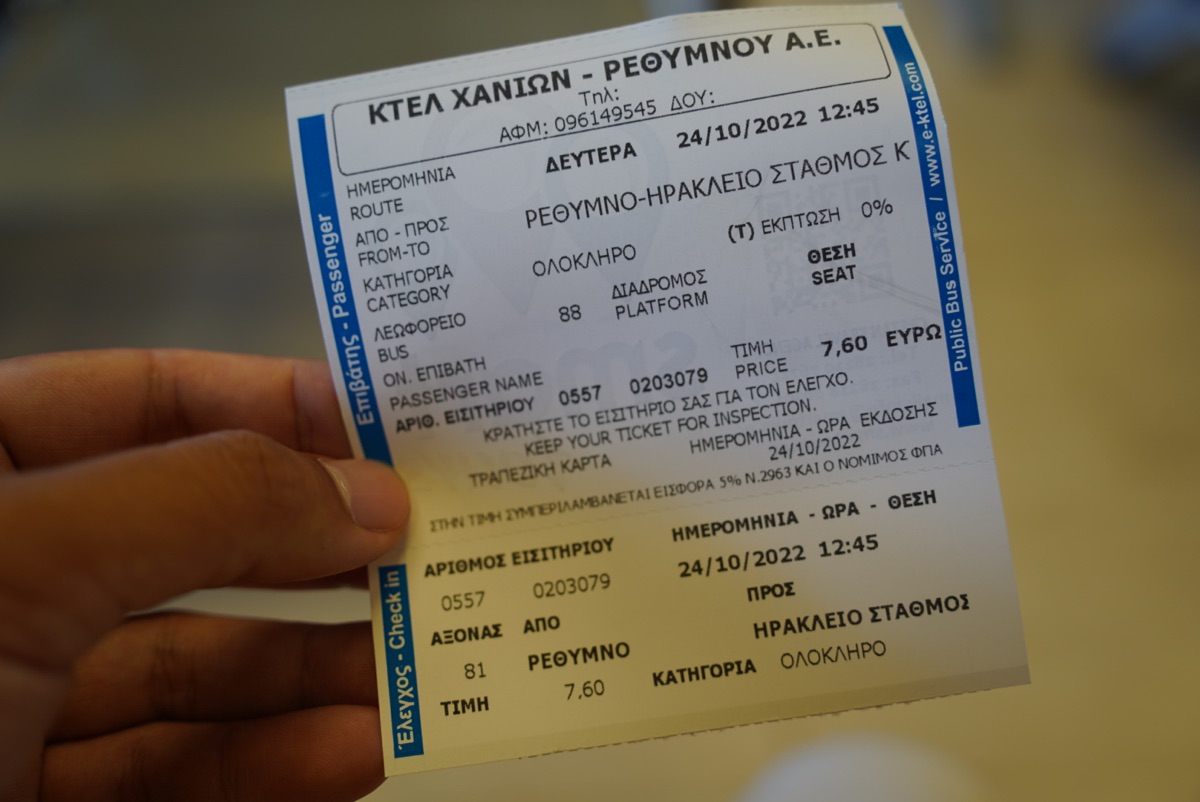 ΚΤΕΛ ΧΑΝΙΩΝ - ΡΕΘΥΜΝΟΥ Α.Ε.
Τηλ:
ΑΦΜ: 096149545 ΔΟΥ:
ΗΜΕΡΟΜΗΝΙΑ ΔΕΥΤΕΡΑ 24/10/2022 12:45
ROUTE
ΑΠΟ - ΠΡΟΣ ΡΕΘΥΜΝΟ-ΗΡΑΚΛΕΙΟ ΣΤΑΘΜΟΣ Κ
FROM-TO
ΚΑΤΗΓΟΡΙΑ ΟΛΟΚΛΗΡΟ (Τ) ΕΚΠΤΩΣΗ 0%
CATEGORY
ΛΕΩΦΟΡΕΙΟ 88 ΔΙΑΔΡΟΜΟΣ ΘΕΣΗ
BUS PLATFORM SEAT
ΟΝ. ΕΠΙΒΑΤΗ
PASSENGER NAME ΤΙΜΗ 7,60 ΕΥΡΩ
ΑΡΙΘ. ΕΙΣΙΤΗΡΙΟΥ 0557 0203079 PRICE
ΚΡΑΤΗΣΤΕ ΤΟ ΕΙΣΙΤΗΡΙΟ ΣΑΣ ΓΙΑ ΤΟΝ ΕΛΕΓΧΟ.
KEEP YOUR TICKET FOR INSPECTION.
ΤΡΑΠΕΖΙΚΗ ΚΑΡΤΑ ΗΜΕΡΟΜΗΝΙΑ - ΩΡΑ ΕΚΔΟΣΗΣ
24/10/2022
ΣΤΗΝ ΤΙΜΗ ΣΥΜΠΕΡΙΛΑΜΒΑΝΕΤΑΙ ΕΙΣΦΟΡΑ 5% Ν.2963 ΚΑΙ Ο ΝΟΜΙΜΟΣ ΦΠΑ
ΑΡΙΘΜΟΣ ΕΙΣΙΤΗΡΙΟΥ ΗΜΕΡΟΜΗΝΙΑ - ΩΡΑ - ΘΕΣΗ
0557 0203079 24/10/2022 12:45
ΑΞΟΝΑΣ ΑΠΟ ΠΡΟΣ
81 ΡΕΘΥΜΝΟ ΗΡΑΚΛΕΙΟ ΣΤΑΘΜΟΣ
ΤΙΜΗ 7,60 ΚΑΤΗΓΟΡΙΑ ΟΛΟΚΛΗΡΟ
Επιβάτης - Passenger
Έλεγχος - Check in
Public Bus Service / www.e-ktel.com